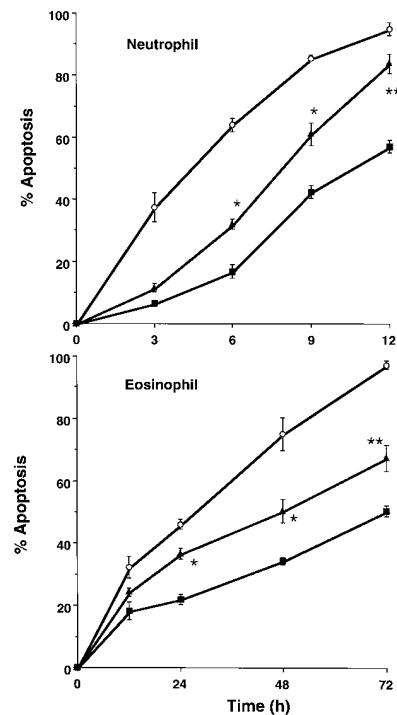 100
Neutrophil
80
*
**
60
*
% Apoptosis
40
*
20
0
0 3 6 9 12
100
Eosinophil
80
**
60
% Apoptosis
*
40
*
20
0
0 24 48 72
Time (h)